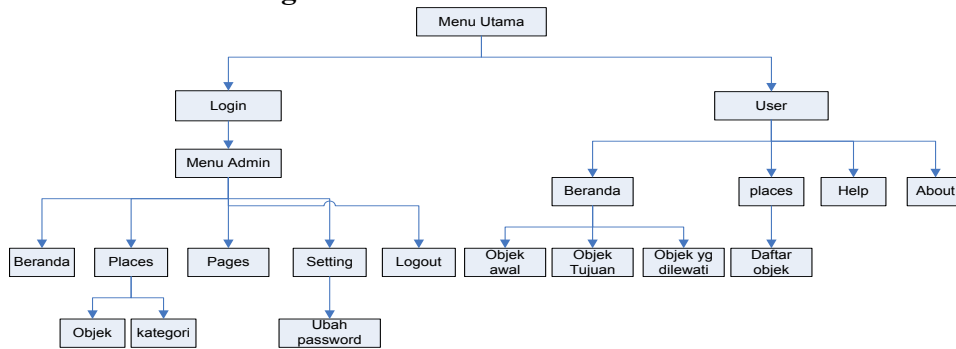 Menu Utama
Login
User
Menu Admin
Beranda
places
Help
About
Beranda
Places
Pages
Setting
Logout
Objek
awal
Objek
Tujuan
Objek yg
dilewati
Daftar
objek
Objek
kategori
Ubah
password